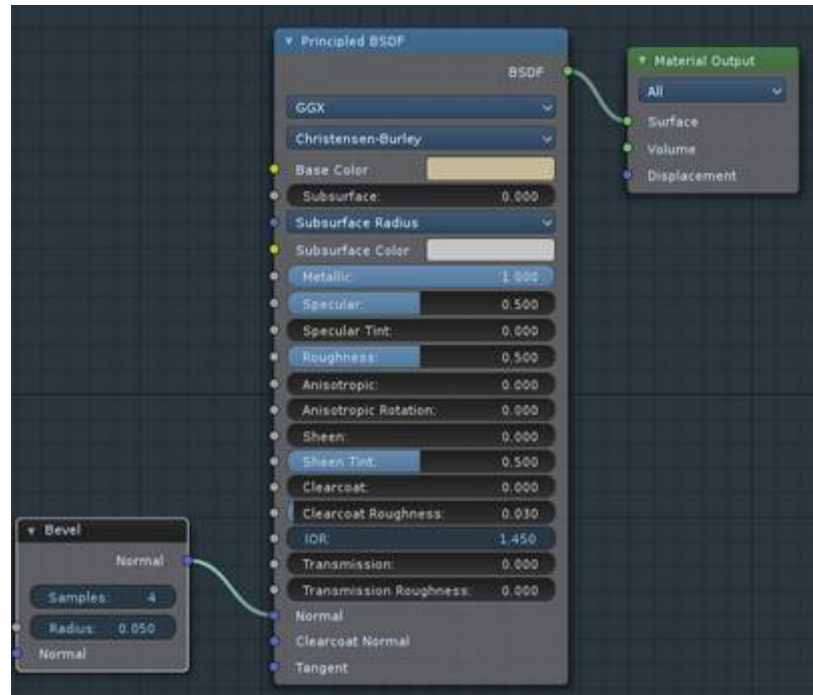 Principled BSDF
BSDF
GGX
Christensen-Burley
Base Color
Subsurface: 0.000
Subsurface Radius
Subsurface Color
Metallic: 1.000
Specular: 0.500
Specular Tint: 0.000
Roughness: 0.500
Anisotropic: 0.000
Anisotropic Rotation: 0.000
Sheen: 0.000
Sheen Tint: 0.500
Clearcoat: 0.000
Clearcoat Roughness: 0.030
IOR: 1.450
Transmission: 0.000
Transmission Roughness: 0.000
Normal
Clearcoat Normal
Tangent
Material Output
All
Surface
Volume
Displacement
Bevel
Normal
Samples: 4
Radius: 0.050
Normal